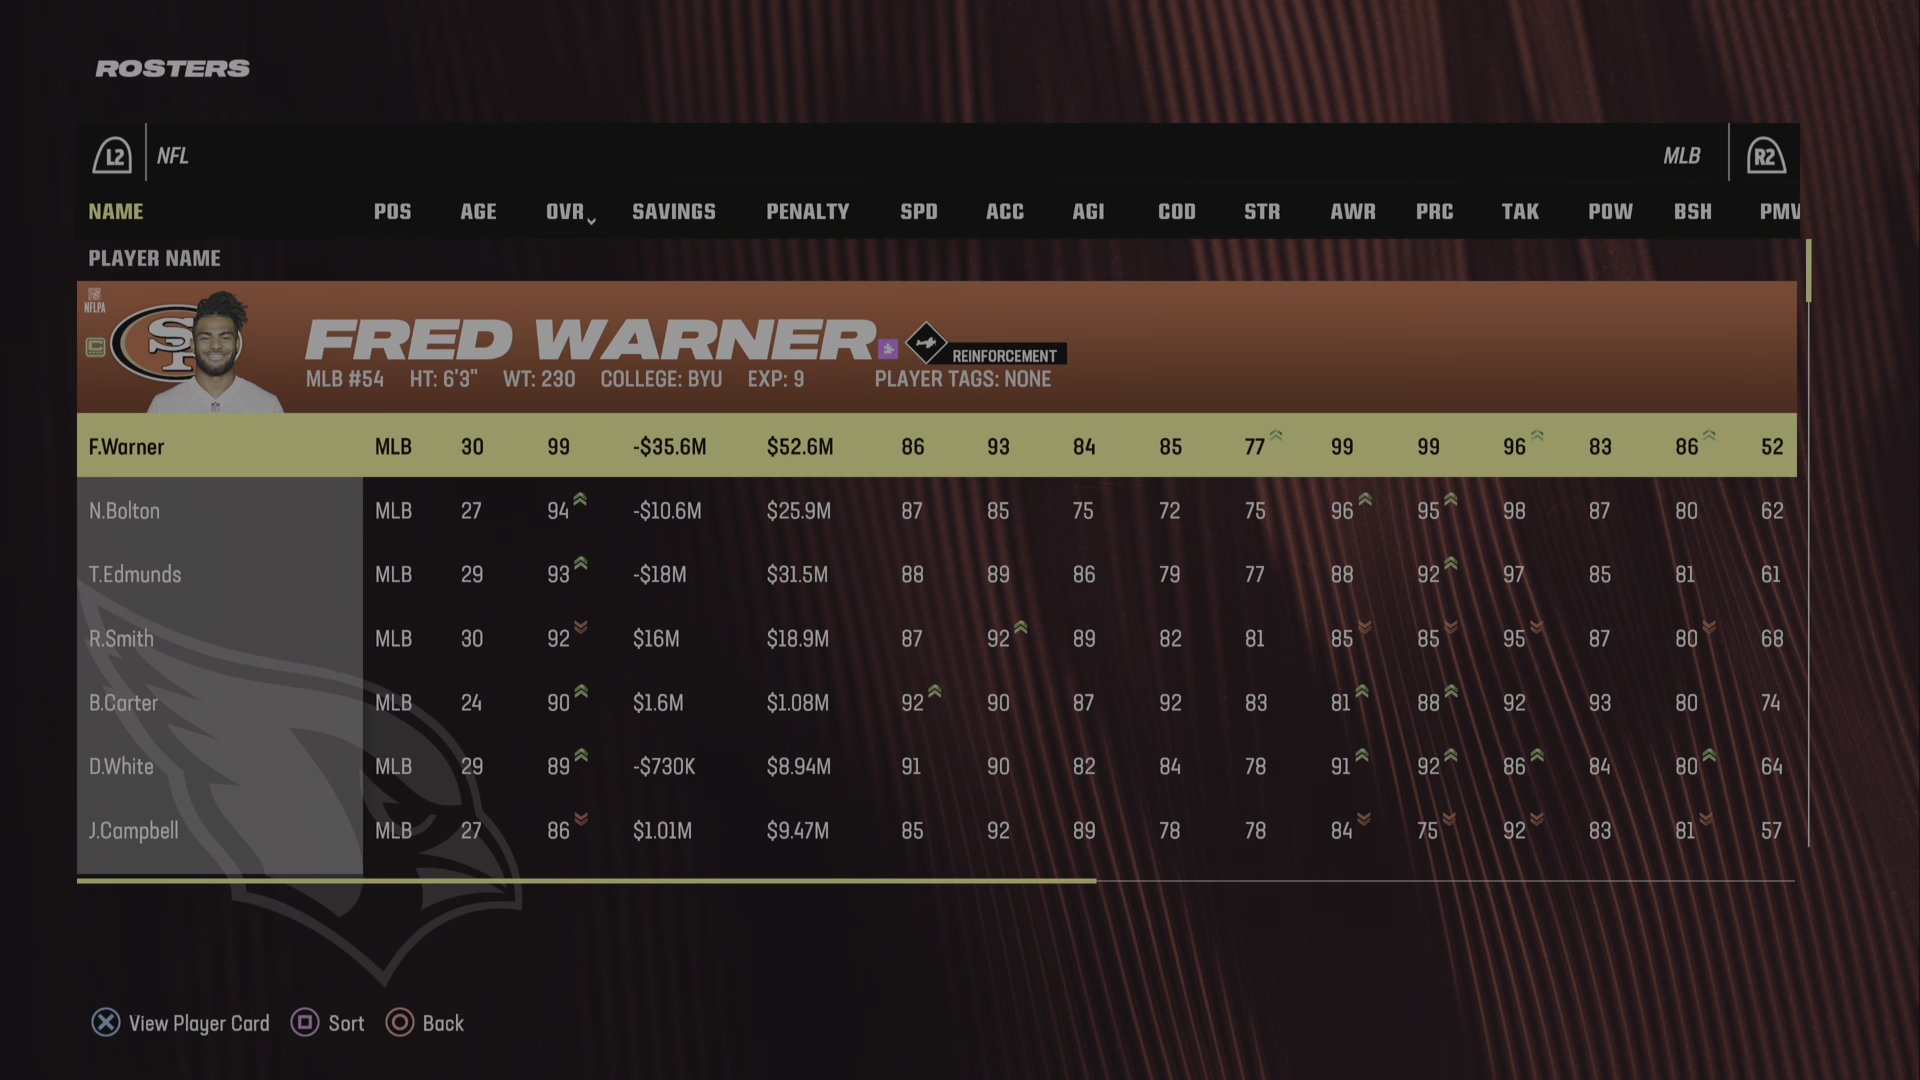 ROSTERS
L2 NFL MLB R2
NAME POS AGE OVR SAVINGS PENALTY SPD ACC AGI COD STR AWR PRC TAK POW BSH PMV
PLAYER NAME
NFLPA
C
SF
FRED WARNER REINFORCEMENT
MLB #54 HT: 6'3" WT: 230 COLLEGE: BYU EXP: 9 PLAYER TAGS: NONE
F.Warner MLB 30 99 -$35.6M $52.6M 86 93 84 85 77 99 99 96 83 86 52
N.Bolton MLB 27 94 -$10.6M $25.9M 87 85 75 72 75 96 95 98 87 80 62
T.Edmunds MLB 29 93 -$18M $31.5M 88 89 86 79 77 88 92 97 85 81 61
R.Smith MLB 30 92 $16M $18.9M 87 92 89 82 81 85 85 95 87 80 68
B.Carter MLB 24 90 $1.6M $1.08M 92 90 87 92 83 81 88 92 93 80 74
D.White MLB 29 89 -$730K $8.94M 91 90 82 84 78 91 92 86 84 80 64
J.Campbell MLB 27 86 $1.01M $9.47M 85 92 89 78 78 84 75 92 83 81 57
View Player Card Sort Back